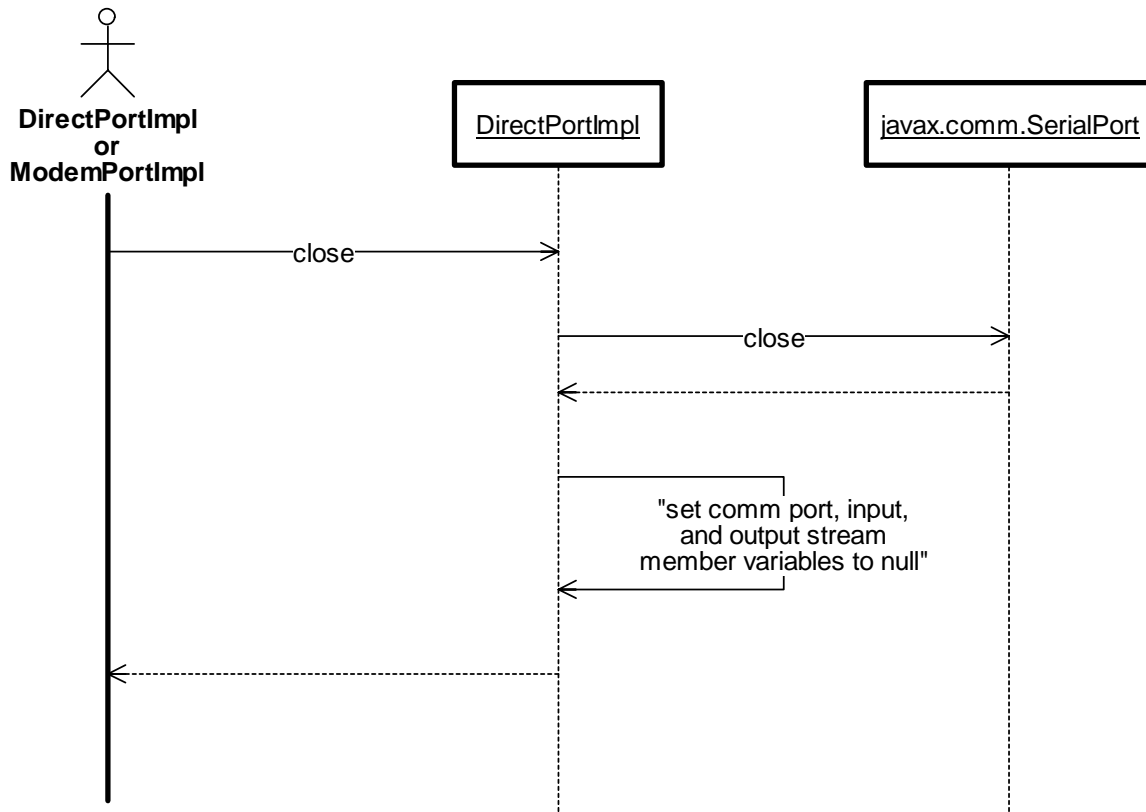 DirectPortImpl
or
ModemPortImpl
DirectPortImpl
javax.comm.SerialPort
close
close
"set comm port, input,
and output stream
member variables to null"